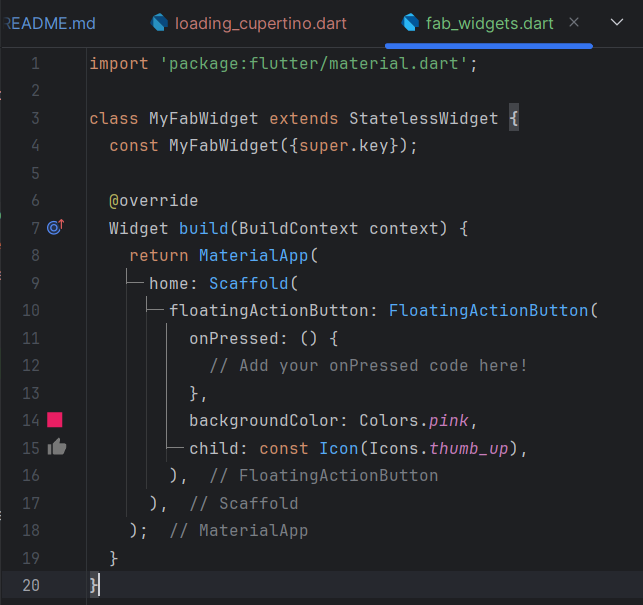 README.md loading_cupertino.dart fab_widgets.dart
1 import 'package:flutter/material.dart';
2
3 class MyFabWidget extends StatelessWidget {
4   const MyFabWidget({super.key});
5
6   @override
7   Widget build(BuildContext context) {
8     return MaterialApp(
9       home: Scaffold(
10         floatingActionButton: FloatingActionButton(
11           onPressed: () {
12             // Add your onPressed code here!
13           },
14           backgroundColor: Colors.pink,
15           child: const Icon(Icons.thumb_up),
16         ), // FloatingActionButton
17       ), // Scaffold
18     ); // MaterialApp
19   }
20 }